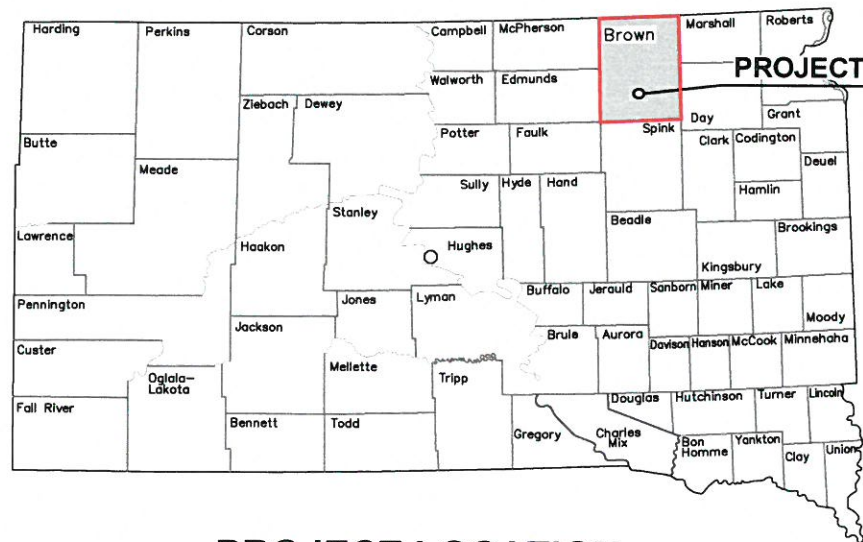 Harding
Perkins
Corson
Campbell
McPherson
Brown
Marshall
Roberts
PROJECT
Walworth
Edmunds
Ziebach
Dewey
Day
Grant
Butte
Potter
Faulk
Spink
Clark
Codington
Meade
Deuel
Sully
Hyde
Hand
Hamlin
Stanley
Beadle
Lawrence
Haakon
Hughes
Brookings
Kingsbury
Pennington
Jones
Lyman
Buffalo
Jerauld
Sanborn
Miner
Lake
Moody
Jackson
Brule
Aurora
Davison
Hanson
McCook
Minnehaha
Custer
Mellette
Oglala-
Lakota
Tripp
Fall River
Douglas
Hutchinson
Turner
Lincoln
Bennett
Todd
Gregory
Charles
Mix
Bon
Homme
Yankton
Clay
Union
PROJECT LOCATION